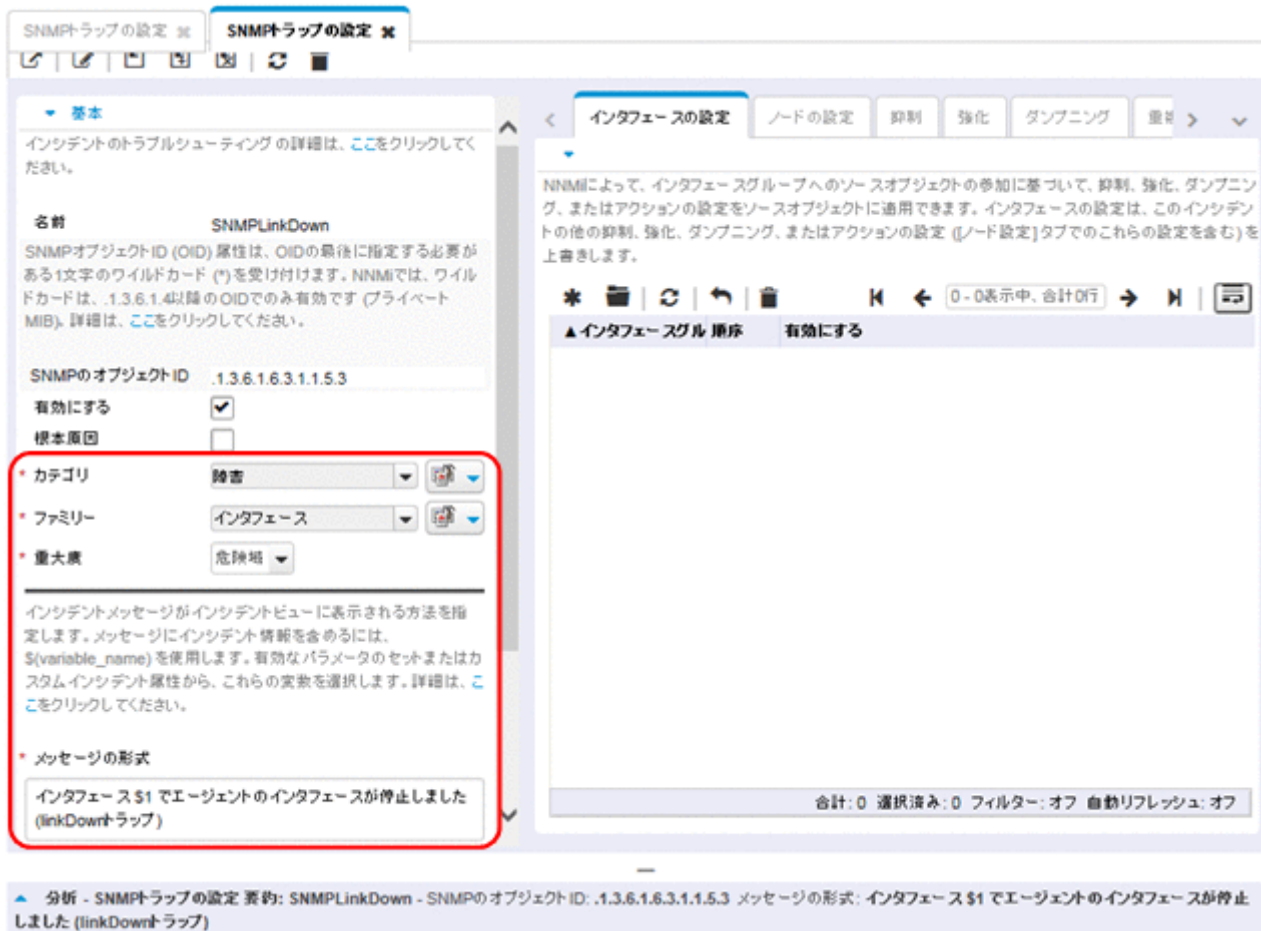 SNMPトラップの設定
SNMPトラップの設定
基本
インシデントのトラブルシューティングの詳細は、ここをクリックしてく
ださい。
名前 SNMPLinkDown
SNMPオブジェクトID (OID) 属性は、OIDの最後に指定する必要が
ある1文字のワイルドカード (*)を受け付けます。NNMiでは、ワイル
ドカードは、.1.3.6.1.4以降のOIDでのみ有効です (プライベート
MIB)。詳細は、ここをクリックしてください。
SNMPのオブジェクトID .1.3.6.1.6.3.1.1.5.3
有効にする
根本原因
* カテゴリ 障害
* ファミリー インタフェース
* 重大度 危険域
インシデントメッセージがインシデントビューに表示される方法を指
定します。メッセージにインシデント情報を含めるには、
$(variable_name) を使用します。有効なパラメータのセットまたはカ
スタムインシデント属性から、これらの変数を選択します。詳細は、こ
こをクリックしてください。
* メッセージの形式
インタフェース $1 でエージェントのインタフェースが停止しました
(linkDownトラップ)
インタフェースの設定 ノードの設定 抑制 強化 ダンプニング
NNMiによって、インタフェースグループへのソースオブジェクトの参加に基づいて、抑制、強化、ダンプニン
グ、またはアクションの設定をソースオブジェクトに適用できます。インタフェースの設定は、このインシデン
トの他の抑制、強化、ダンプニング、またはアクションの設定 ([ノード設定]タブでのこれらの設定を含む) を
上書きします。
0 - 0表示中、合計0行
▲インタフェースグル 順序 有効にする
合計: 0 選択済み: 0 フィルター: オフ 自動リフレッシュ: オフ
分析 - SNMPトラップの設定 要約: SNMPLinkDown - SNMPのオブジェクトID: .1.3.6.1.6.3.1.1.5.3 メッセージの形式: インタフェース $1 でエージェントのインタフェースが停止
しました (linkDownトラップ)